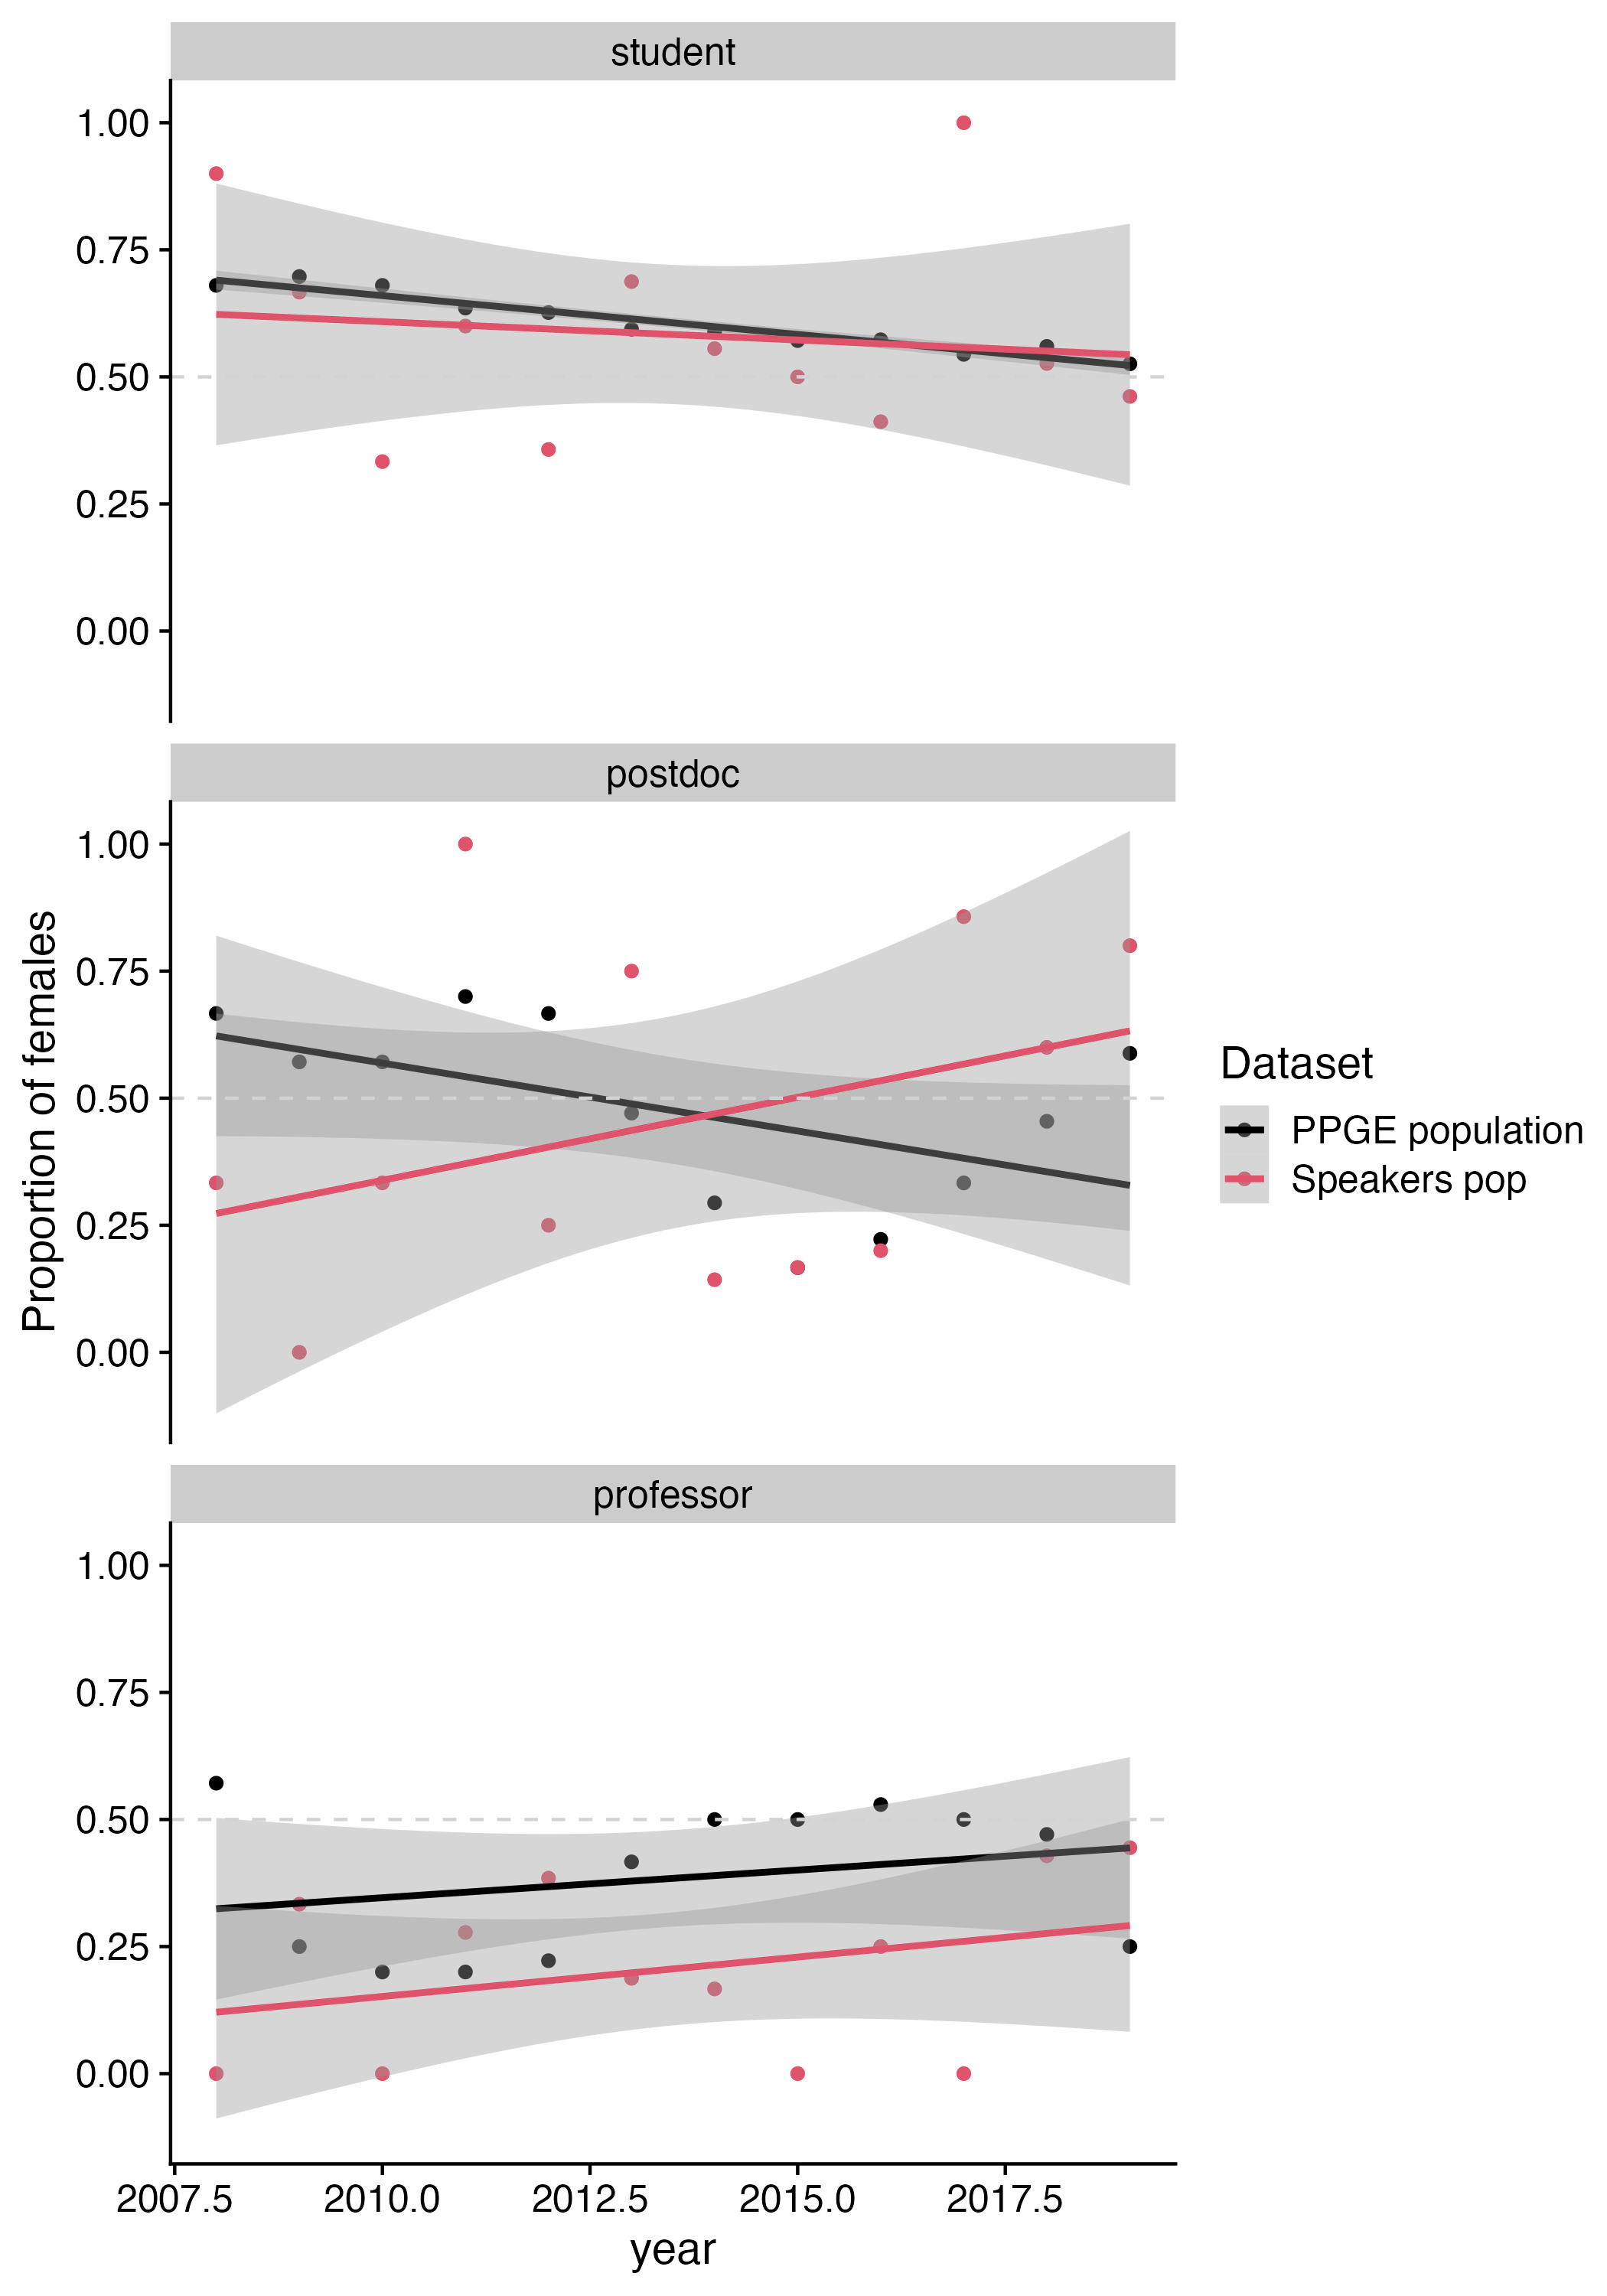 student
1.00
0.75
0.50
0.25
0.00
postdoc
1.00
0.75
0.50
0.25
0.00
Proportion of females
professor
1.00
0.75
0.50
0.25
0.00
2007.5 2010.0 2012.5 2015.0 2017.5
year
Dataset
PPGE population
Speakers pop